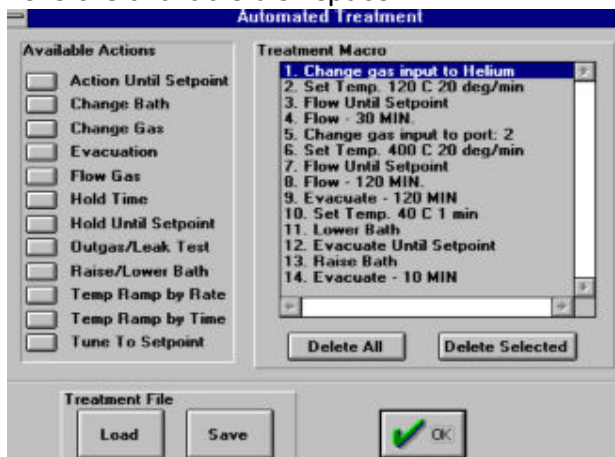 Automated Treatment
Available Actions
Action Until Setpoint
Change Bath
Change Gas
Evacuation
Flow Gas
Hold Time
Hold Until Setpoint
Outgas/Leak Test
Raise/Lower Bath
Temp Ramp by Rate
Temp Ramp by Time
Tune To Setpoint
Treatment Macro
1. Change gas input to Helium
2. Set Temp. 120 C 20 deg/min
3. Flow Until Setpoint
4. Flow - 30 MIN.
5. Change gas input to port: 2
6. Set Temp. 400 C 20 deg/min
7. Flow Until Setpoint
8. Flow - 120 MIN.
9. Evacuate - 120 MIN
10. Set Temp. 40 C 1 min
11. Lower Bath
12. Evacuate Until Setpoint
13. Raise Bath
14. Evacuate - 10 MIN
Delete All
Delete Selected
Treatment File
Load
Save
OK